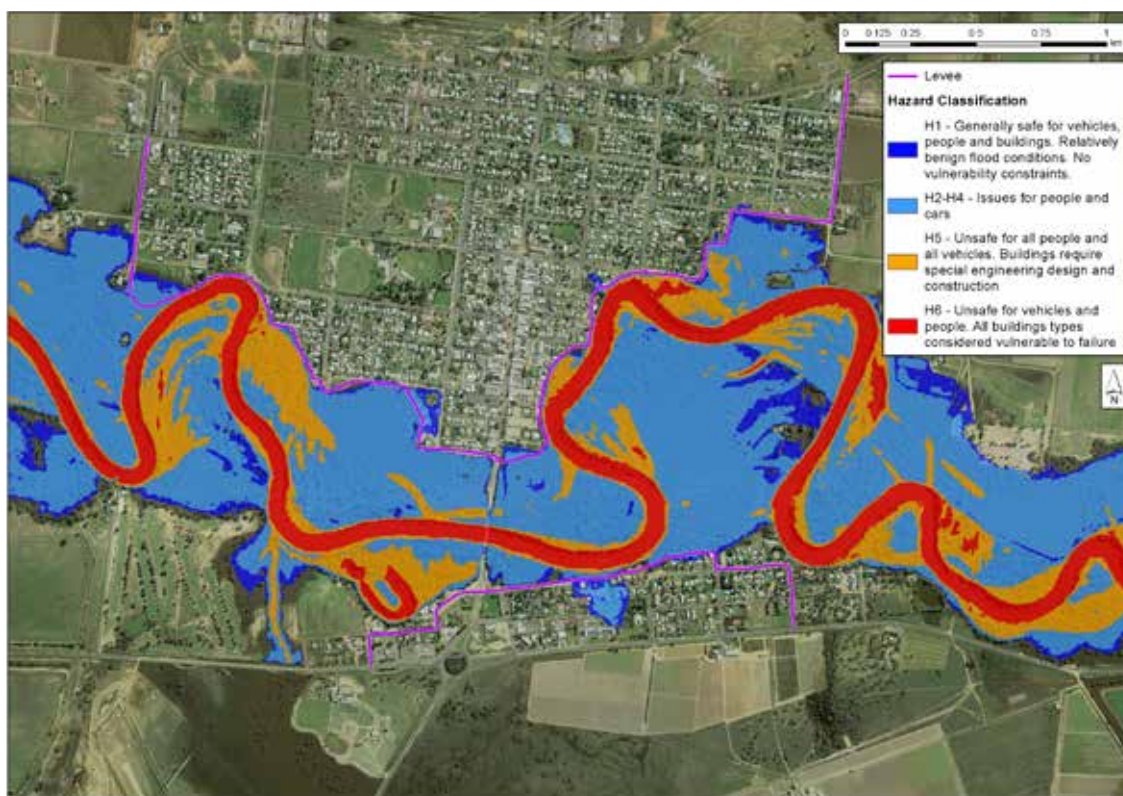 0 0.125 0.25 0.5 0.75 1
km
Levee
Hazard Classification
H1 - Generally safe for vehicles,
people and buildings. Relatively
benign flood conditions. No
vulnerability constraints.
H2-H4 - Issues for people and
cars
H5 - Unsafe for all people and
all vehicles. Buildings require
special engineering design and
construction
H6 - Unsafe for vehicles and
people. All buildings types
considered vulnerable to failure
N